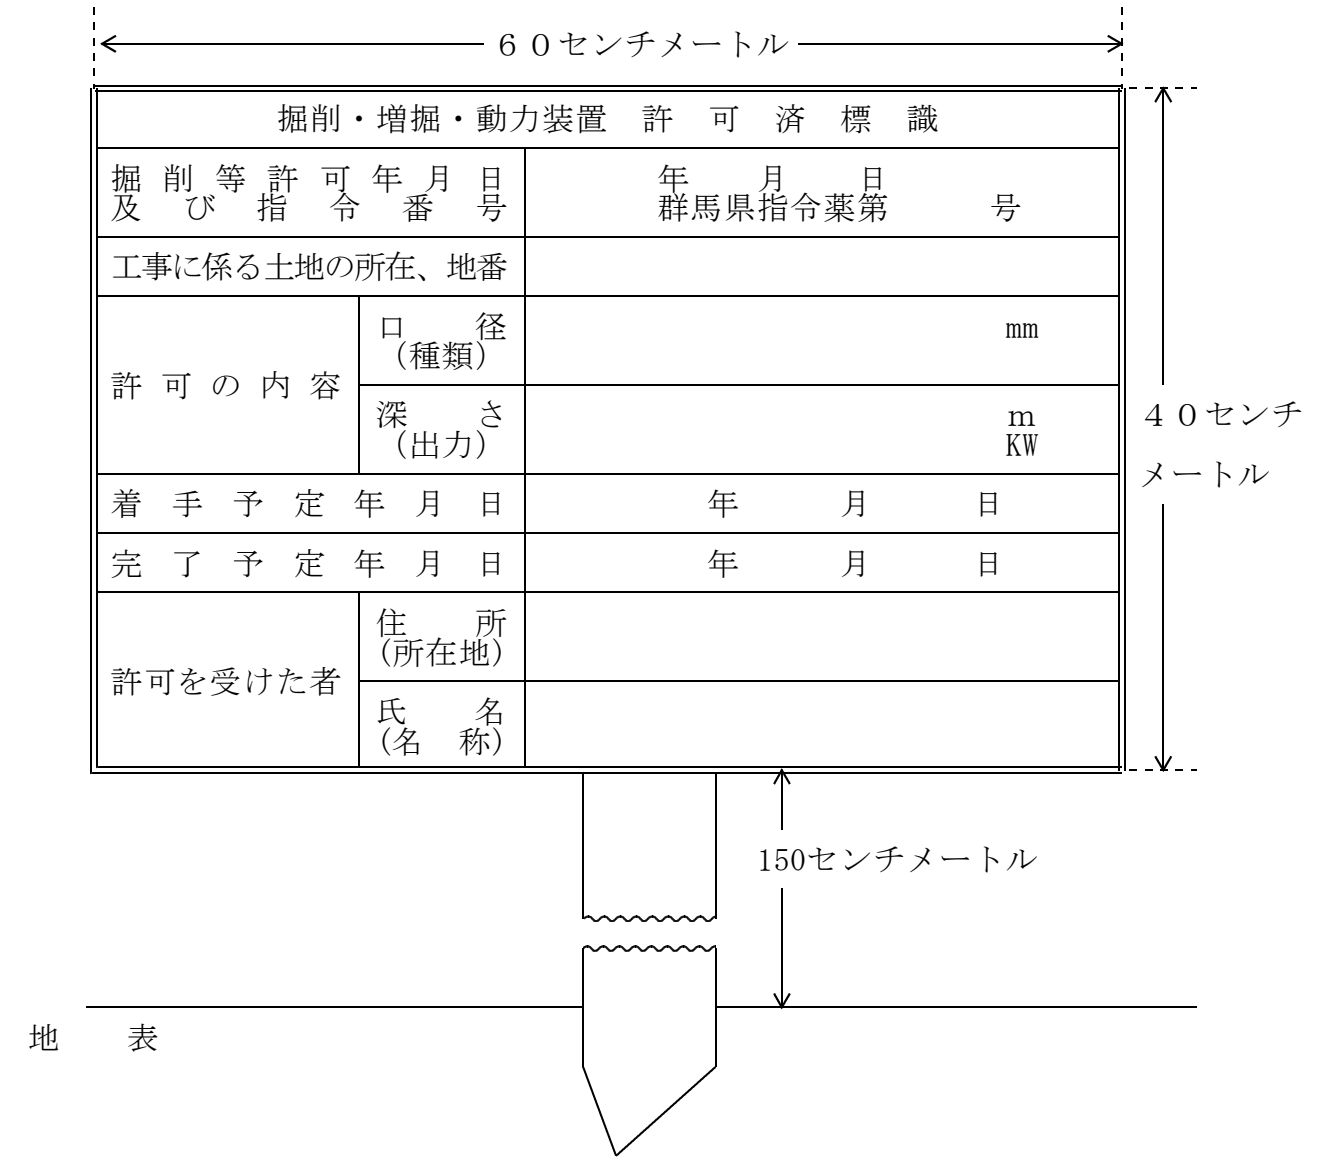 ６０センチメートル
掘削・増掘・動力装置　許　可　済　標　識
掘削等許可年月日
及び指令番号
年　　月　　日
群馬県指令薬第　　　号
工事に係る土地の所在、地番
許可の内容
口　　径
（種類）
mm
深　　さ
（出力）
ｍ
KW
４０センチ
メートル
着手予定年月日
年　　　月　　　日
完了予定年月日
年　　　月　　　日
許可を受けた者
住　　所
（所在地）
氏　　名
（名　称）
150センチメートル
地　　表